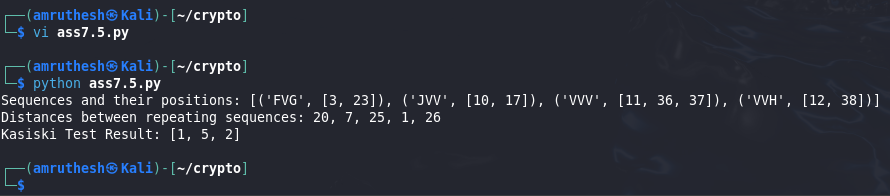 ┌──(amruthesh㉿Kali)-[~/crypto]
└─$ vi ass7.5.py
┌──(amruthesh㉿Kali)-[~/crypto]
└─$ python ass7.5.py
Sequences and their positions: [('FVG', [3, 23]), ('JVV', [10, 17]), ('VVV', [11, 36, 37]), ('VVH', [12, 38])]
Distances between repeating sequences: 20, 7, 25, 1, 26
Kasiski Test Result: [1, 5, 2]
┌──(amruthesh㉿Kali)-[~/crypto]
└─$